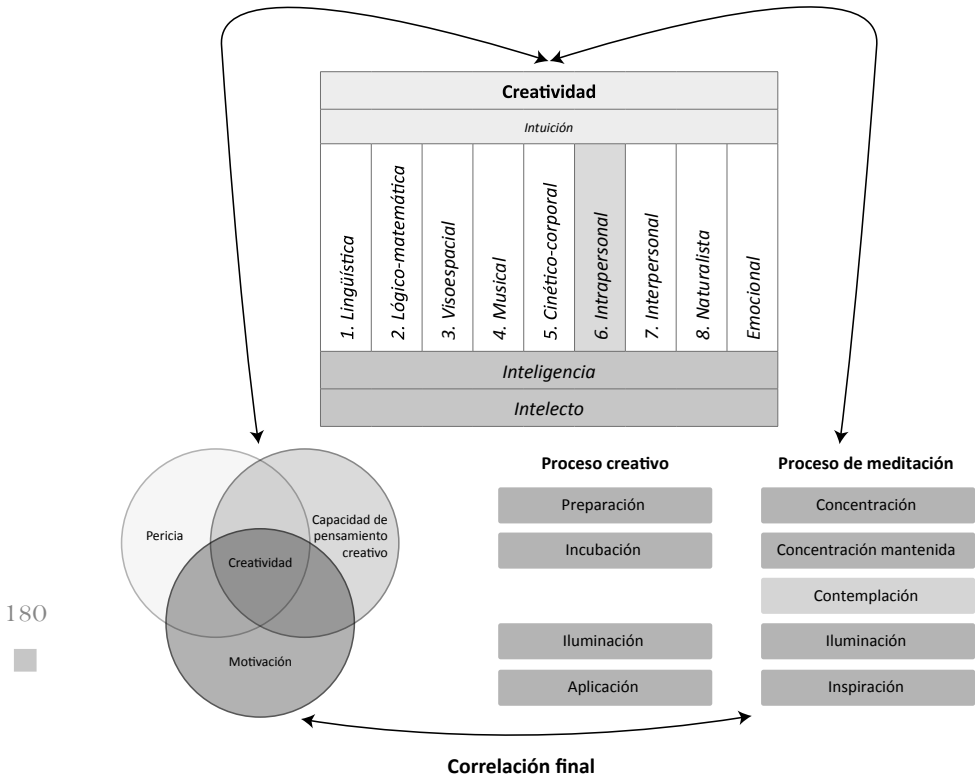 Creatividad
Intuición
1. Lingüística
2. Lógico-matemática
3. Visoespacial
4. Musical
5. Cinético-corporal
6. Intrapersonal
7. Interpersonal
8. Naturalista
Emocional
Inteligencia
Intelecto
Pericia
Capacidad de
pensamiento
creativo
Creatividad
Motivación
Proceso creativo
Preparación
Incubación
Iluminación
Aplicación
Proceso de meditación
Concentración
Concentración mantenida
Contemplación
Iluminación
Inspiración
180
Correlación final